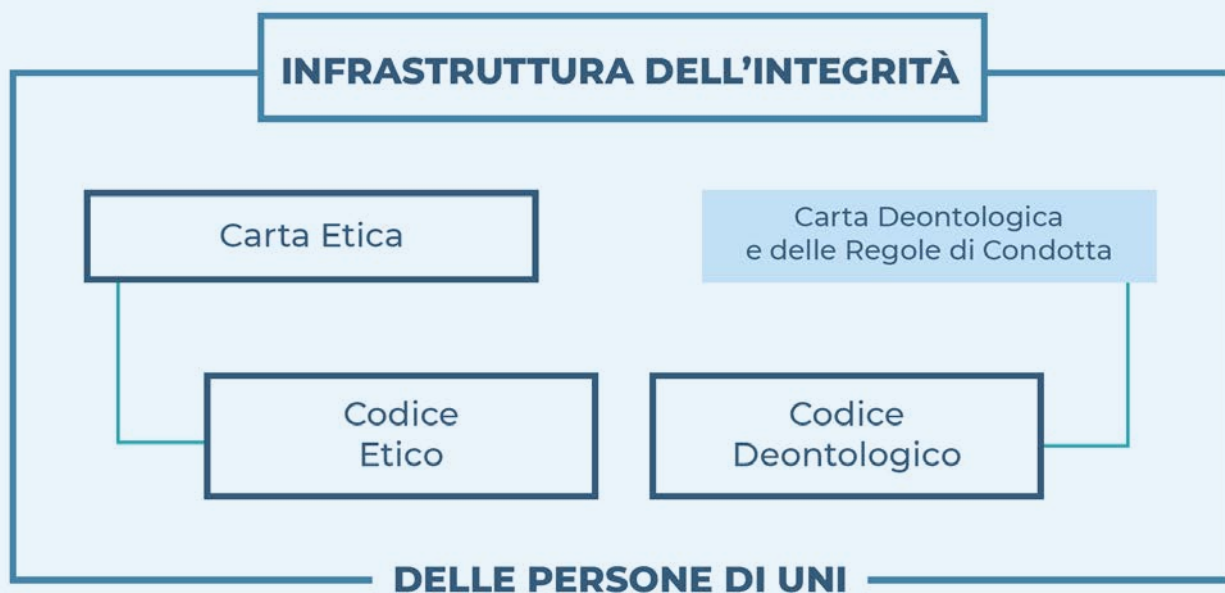 INFRASTRUTTURA DELL’INTEGRITÀ
Carta Etica
Carta Deontologica
e delle Regole di Condotta
Codice
Etico
Codice
Deontologico
DELLE PERSONE DI UNI